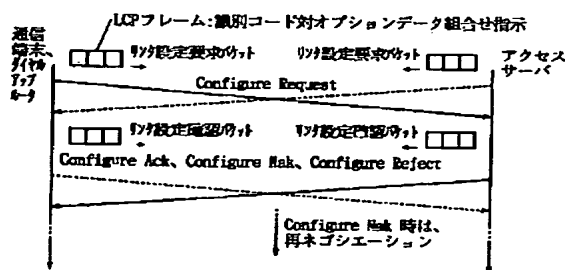 LCPフレーム:識別コード対オプションデータ組合せ指示
通信
端末、
ダイヤル
アップ
ルータ
リンク設定要求パケット
リンク設定要求パケット
アクセス
サーバ
Configure Request
リンク設定確認パケット
リンク設定確認パケット
Configure Ack、Configure Nak、Configure Reject
Configure Nak 時は、
再ネゴシエーション